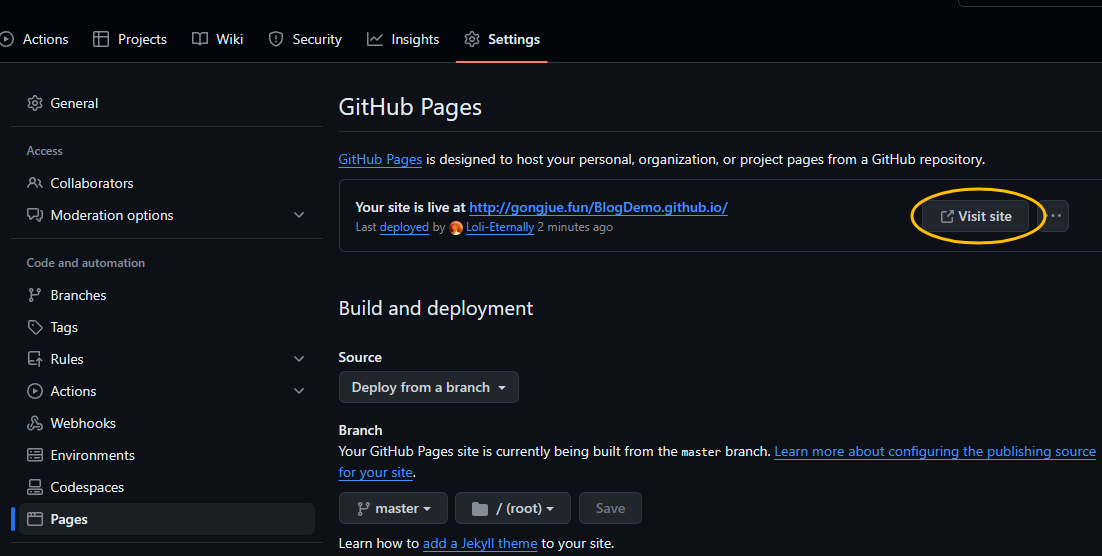 Actions Projects Wiki Security Insights Settings
General
Access
Collaborators
Moderation options
Code and automation
Branches
Tags
Rules
Actions
Webhooks
Environments
Codespaces
Pages
GitHub Pages
GitHub Pages is designed to host your personal, organization, or project pages from a GitHub repository.
Your site is live at http://gongjue.fun/BlogDemo.github.io/
Last deployed by Loli-Eternally 2 minutes ago
Visit site
Build and deployment
Source
Deploy from a branch
Branch
Your GitHub Pages site is currently being built from the master branch. Learn more about configuring the publishing source
for your site.
master / (root) Save
Learn how to add a Jekyll theme to your site.